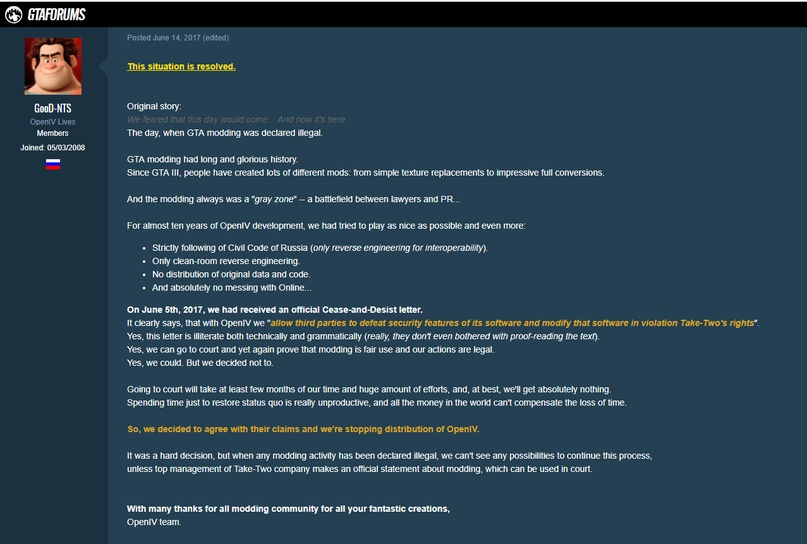 GTAFORUMS
GooD-NTS
OpenIV Lives
Members
Joined: 05/03/2008
Posted June 14, 2017 (edited)
This situation is resolved.
Original story:
We feared that this day would come... And now it's here.
The day, when GTA modding was declared illegal.
GTA modding had long and glorious history.
Since GTA III, people have created lots of different mods: from simple texture replacements to impressive full conversions.
And the modding always was a "gray zone" -- a battlefield between lawyers and PR...
For almost ten years of OpenIV development, we had tried to play as nice as possible and even more:
• Strictly following of Civil Code of Russia (only reverse engineering for interoperability).
• Only clean-room reverse engineering.
• No distribution of original data and code.
• And absolutely no messing with Online...
On June 5th, 2017, we had received an official Cease-and-Desist letter.
It clearly says, that with OpenIV we "allow third parties to defeat security features of its software and modify that software in violation Take-Two's rights".
Yes, this letter is illiterate both technically and grammatically (really, they don't even bothered with proof-reading the text).
Yes, we can go to court and yet again prove that modding is fair use and our actions are legal.
Yes, we could. But we decided not to.
Going to court will take at least few months of our time and huge amount of efforts, and, at best, we'll get absolutely nothing.
Spending time just to restore status quo is really unproductive, and all the money in the world can't compensate the loss of time.
So, we decided to agree with their claims and we're stopping distribution of OpenIV.
It was a hard decision, but when any modding activity has been declared illegal, we can't see any possibilities to continue this process,
unless top management of Take-Two company makes an official statement about modding, which can be used in court.
With many thanks for all modding community for all your fantastic creations,
OpenIV team.